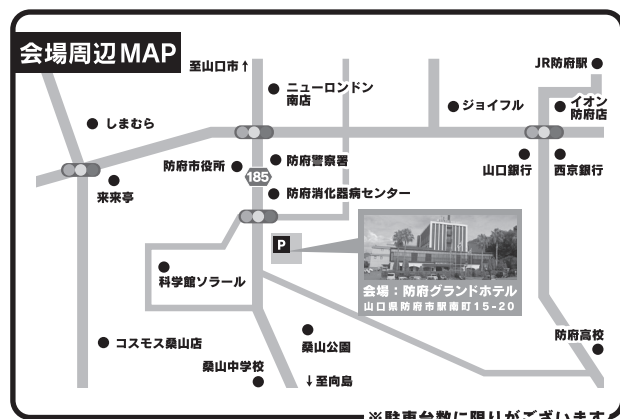 会場周辺MAP
至山口市↑
JR防府駅
ニューロンドン
南店
ジョイフル
イオン
防府店
しまむら
防府市役所
防府警察署
山口銀行
西京銀行
185
来来亭
防府消化器病センター
P
科学館ソラール
会場：防府グランドホテル
山口県防府市駅南町15-20
コスモス桑山店
桑山公園
防府高校
桑山中学校
↓至向島
※駐車台数に限りがございます